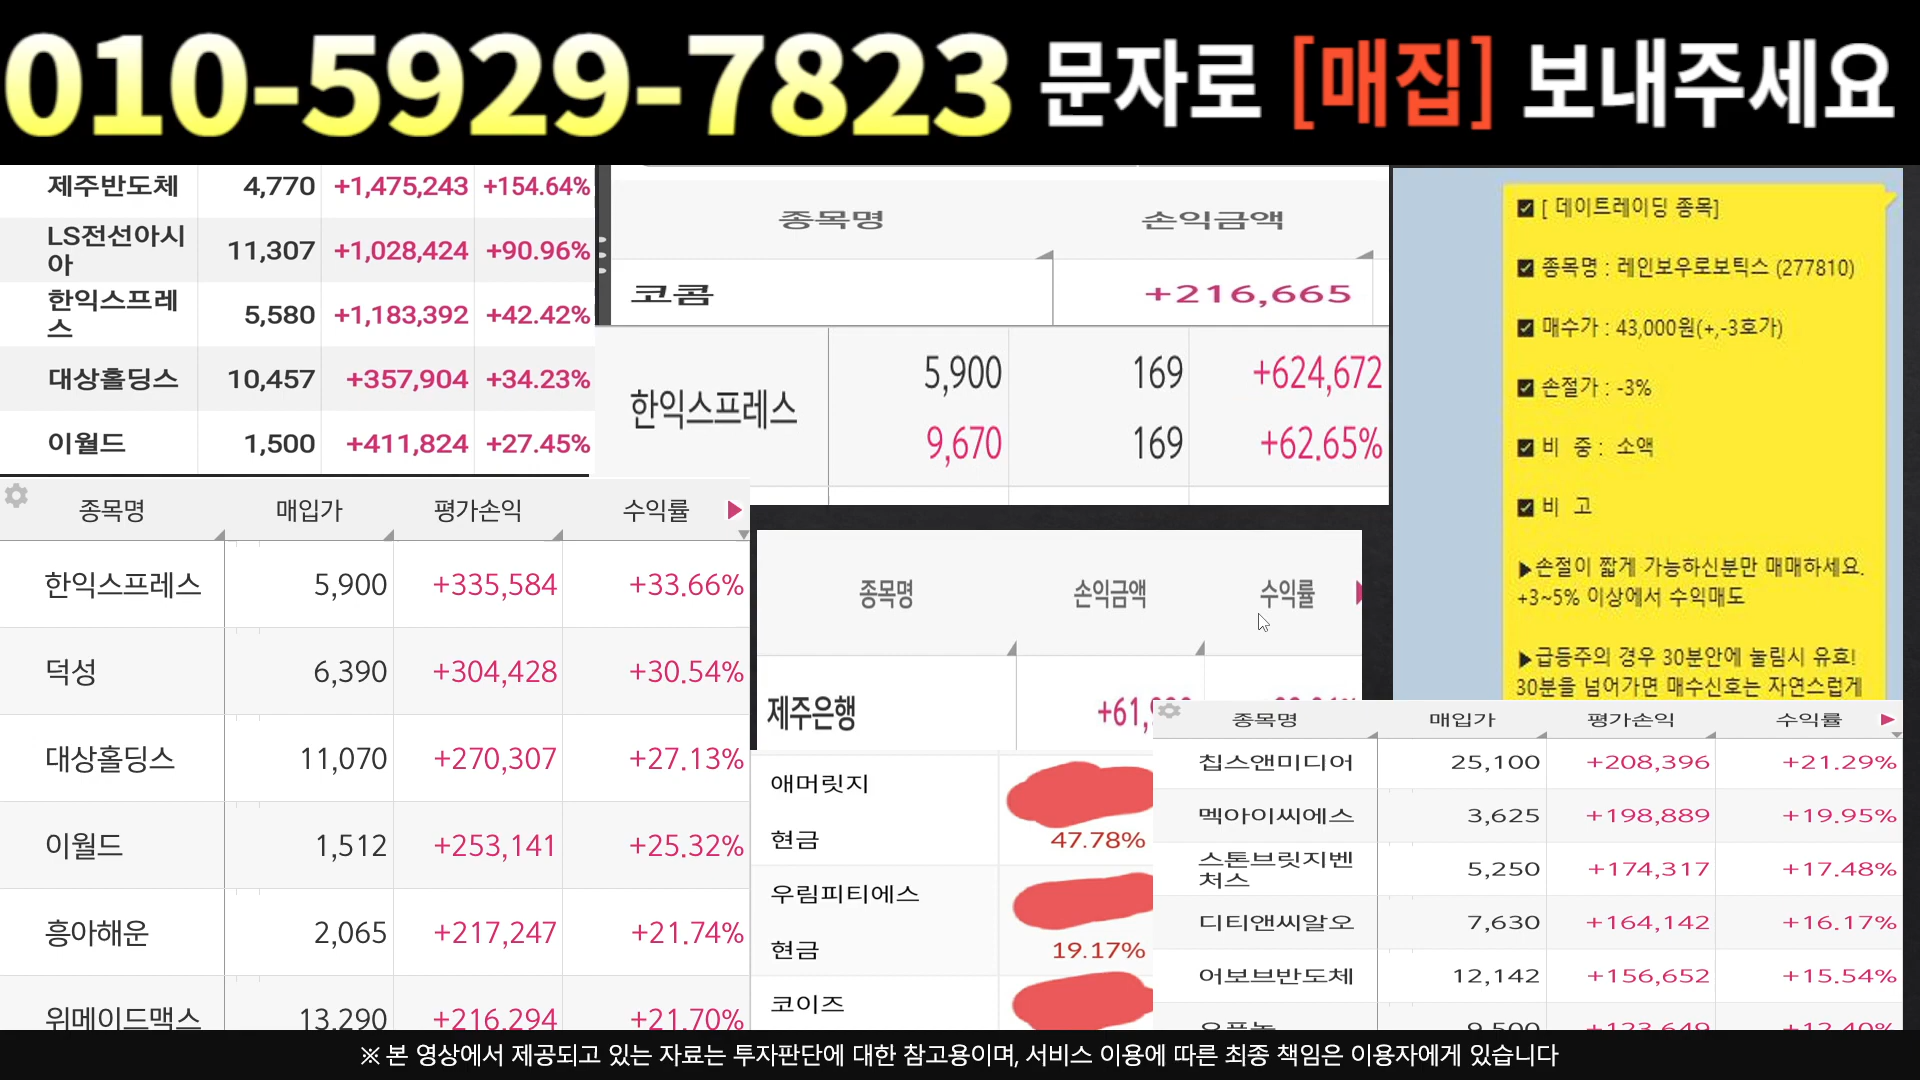 010-5929-7823 문자로 [매집] 보내주세요
제주반도체 4,770 +1,475,243 +154.64%
LS전선아시
아 11,307 +1,028,424 +90.96%
한익스프레
스 5,580 +1,183,392 +42.42%
대상홀딩스 10,457 +357,904 +34.23%
이월드 1,500 +411,824 +27.45%
종목명 손익금액
코콤 +216,665
한익스프레스 5,900 169 +624,672
9,670 169 +62.65%
[ 데이트레이딩 종목]
종목명 : 레인보우로보틱스 (277810)
매수가 : 43,000원(+,-3호가)
손절가 : -3%
비 중 : 소액
비 고
▶손절이 짧게 가능하신분만 매매하세요.
+3~5% 이상에서 수익매도
▶급등주의 경우 30분안에 눌림시 유효!
30분을 넘어가면 매수신호는 자연스럽게
종목명 매입가 평가손익 수익률
한익스프레스 5,900 +335,584 +33.66%
덕성 6,390 +304,428 +30.54%
대상홀딩스 11,070 +270,307 +27.13%
이월드 1,512 +253,141 +25.32%
흥아해운 2,065 +217,247 +21.74%
위메이드맥스 13,290 +216,294 +21.70%
종목명 손익금액 수익률
제주은행 +61,
애머릿지
현금 47.78%
우림피티에스
현금 19.17%
코이즈
종목명 매입가 평가손익 수익률
칩스앤미디어 25,100 +208,396 +21.29%
멕아이씨에스 3,625 +198,889 +19.95%
스톤브릿지벤
처스 5,250 +174,317 +17.48%
디티앤씨알오 7,630 +164,142 +16.17%
어보브반도체 12,142 +156,652 +15.54%
※ 본 영상에서 제공되고 있는 자료는 투자판단에 대한 참고용이며, 서비스 이용에 따른 최종 책임은 이용자에게 있습니다